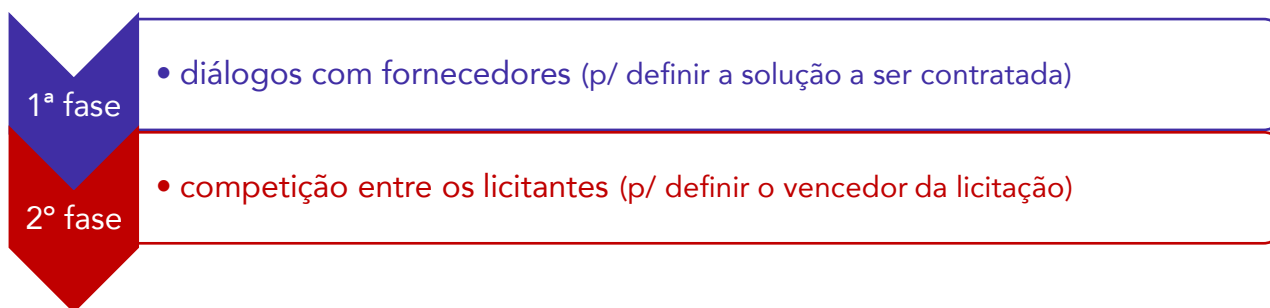 1ª fase
• diálogos com fornecedores (p/ definir a solução a ser contratada)
2º fase
• competição entre os licitantes (p/ definir o vencedor da licitação)